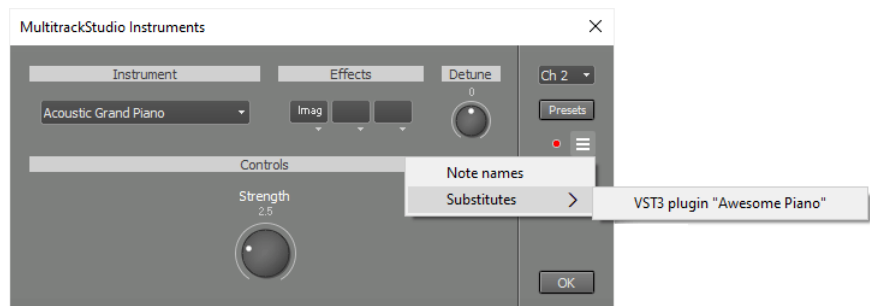 MultitrackStudio Instruments
Instrument
Effects
Detune
Ch 2
0
Acoustic Grand Piano
Imag
Presets
Controls
Note names
Strength
2.5
Substitutes
VST3 plugin "Awesome Piano"
OK